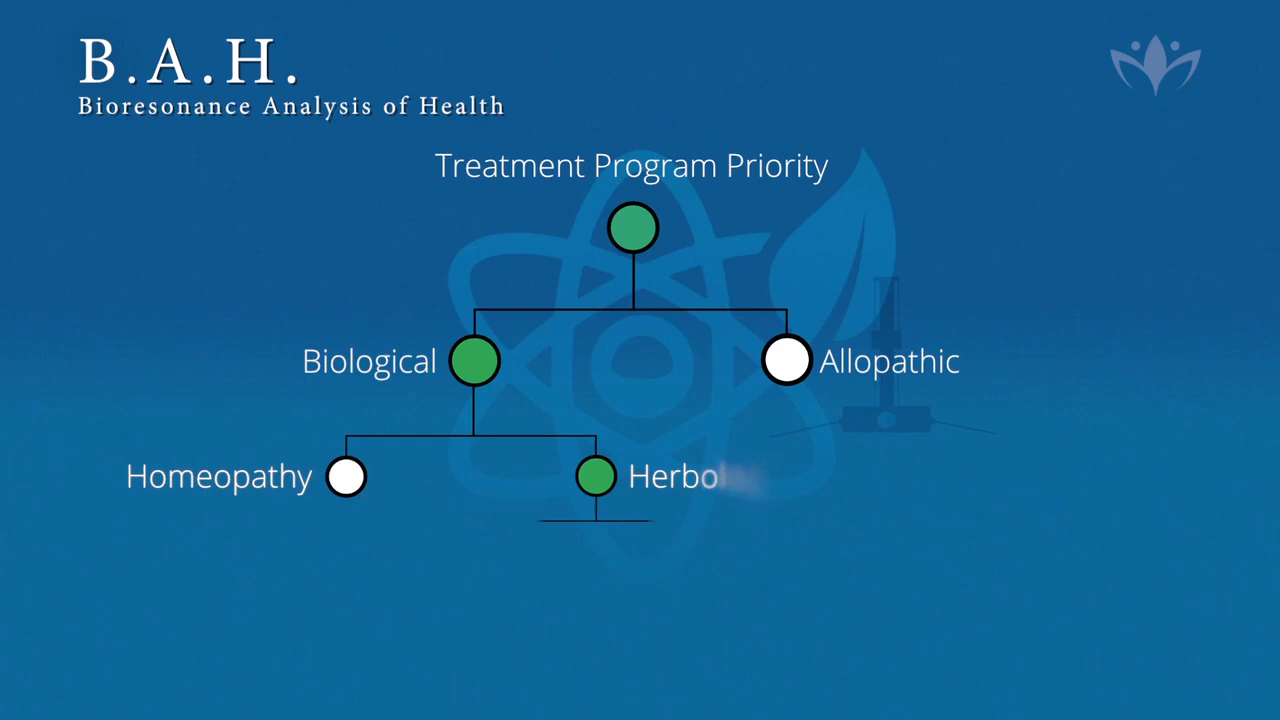 B.A.H.
Bioresonance Analysis of Health
Treatment Program Priority
Biological
Allopathic
Homeopathy